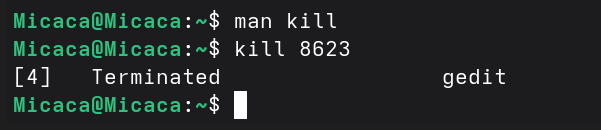 Micaca@Micaca:~$ man kill
Micaca@Micaca:~$ kill 8623
[4]   Terminated              gedit
Micaca@Micaca:~$